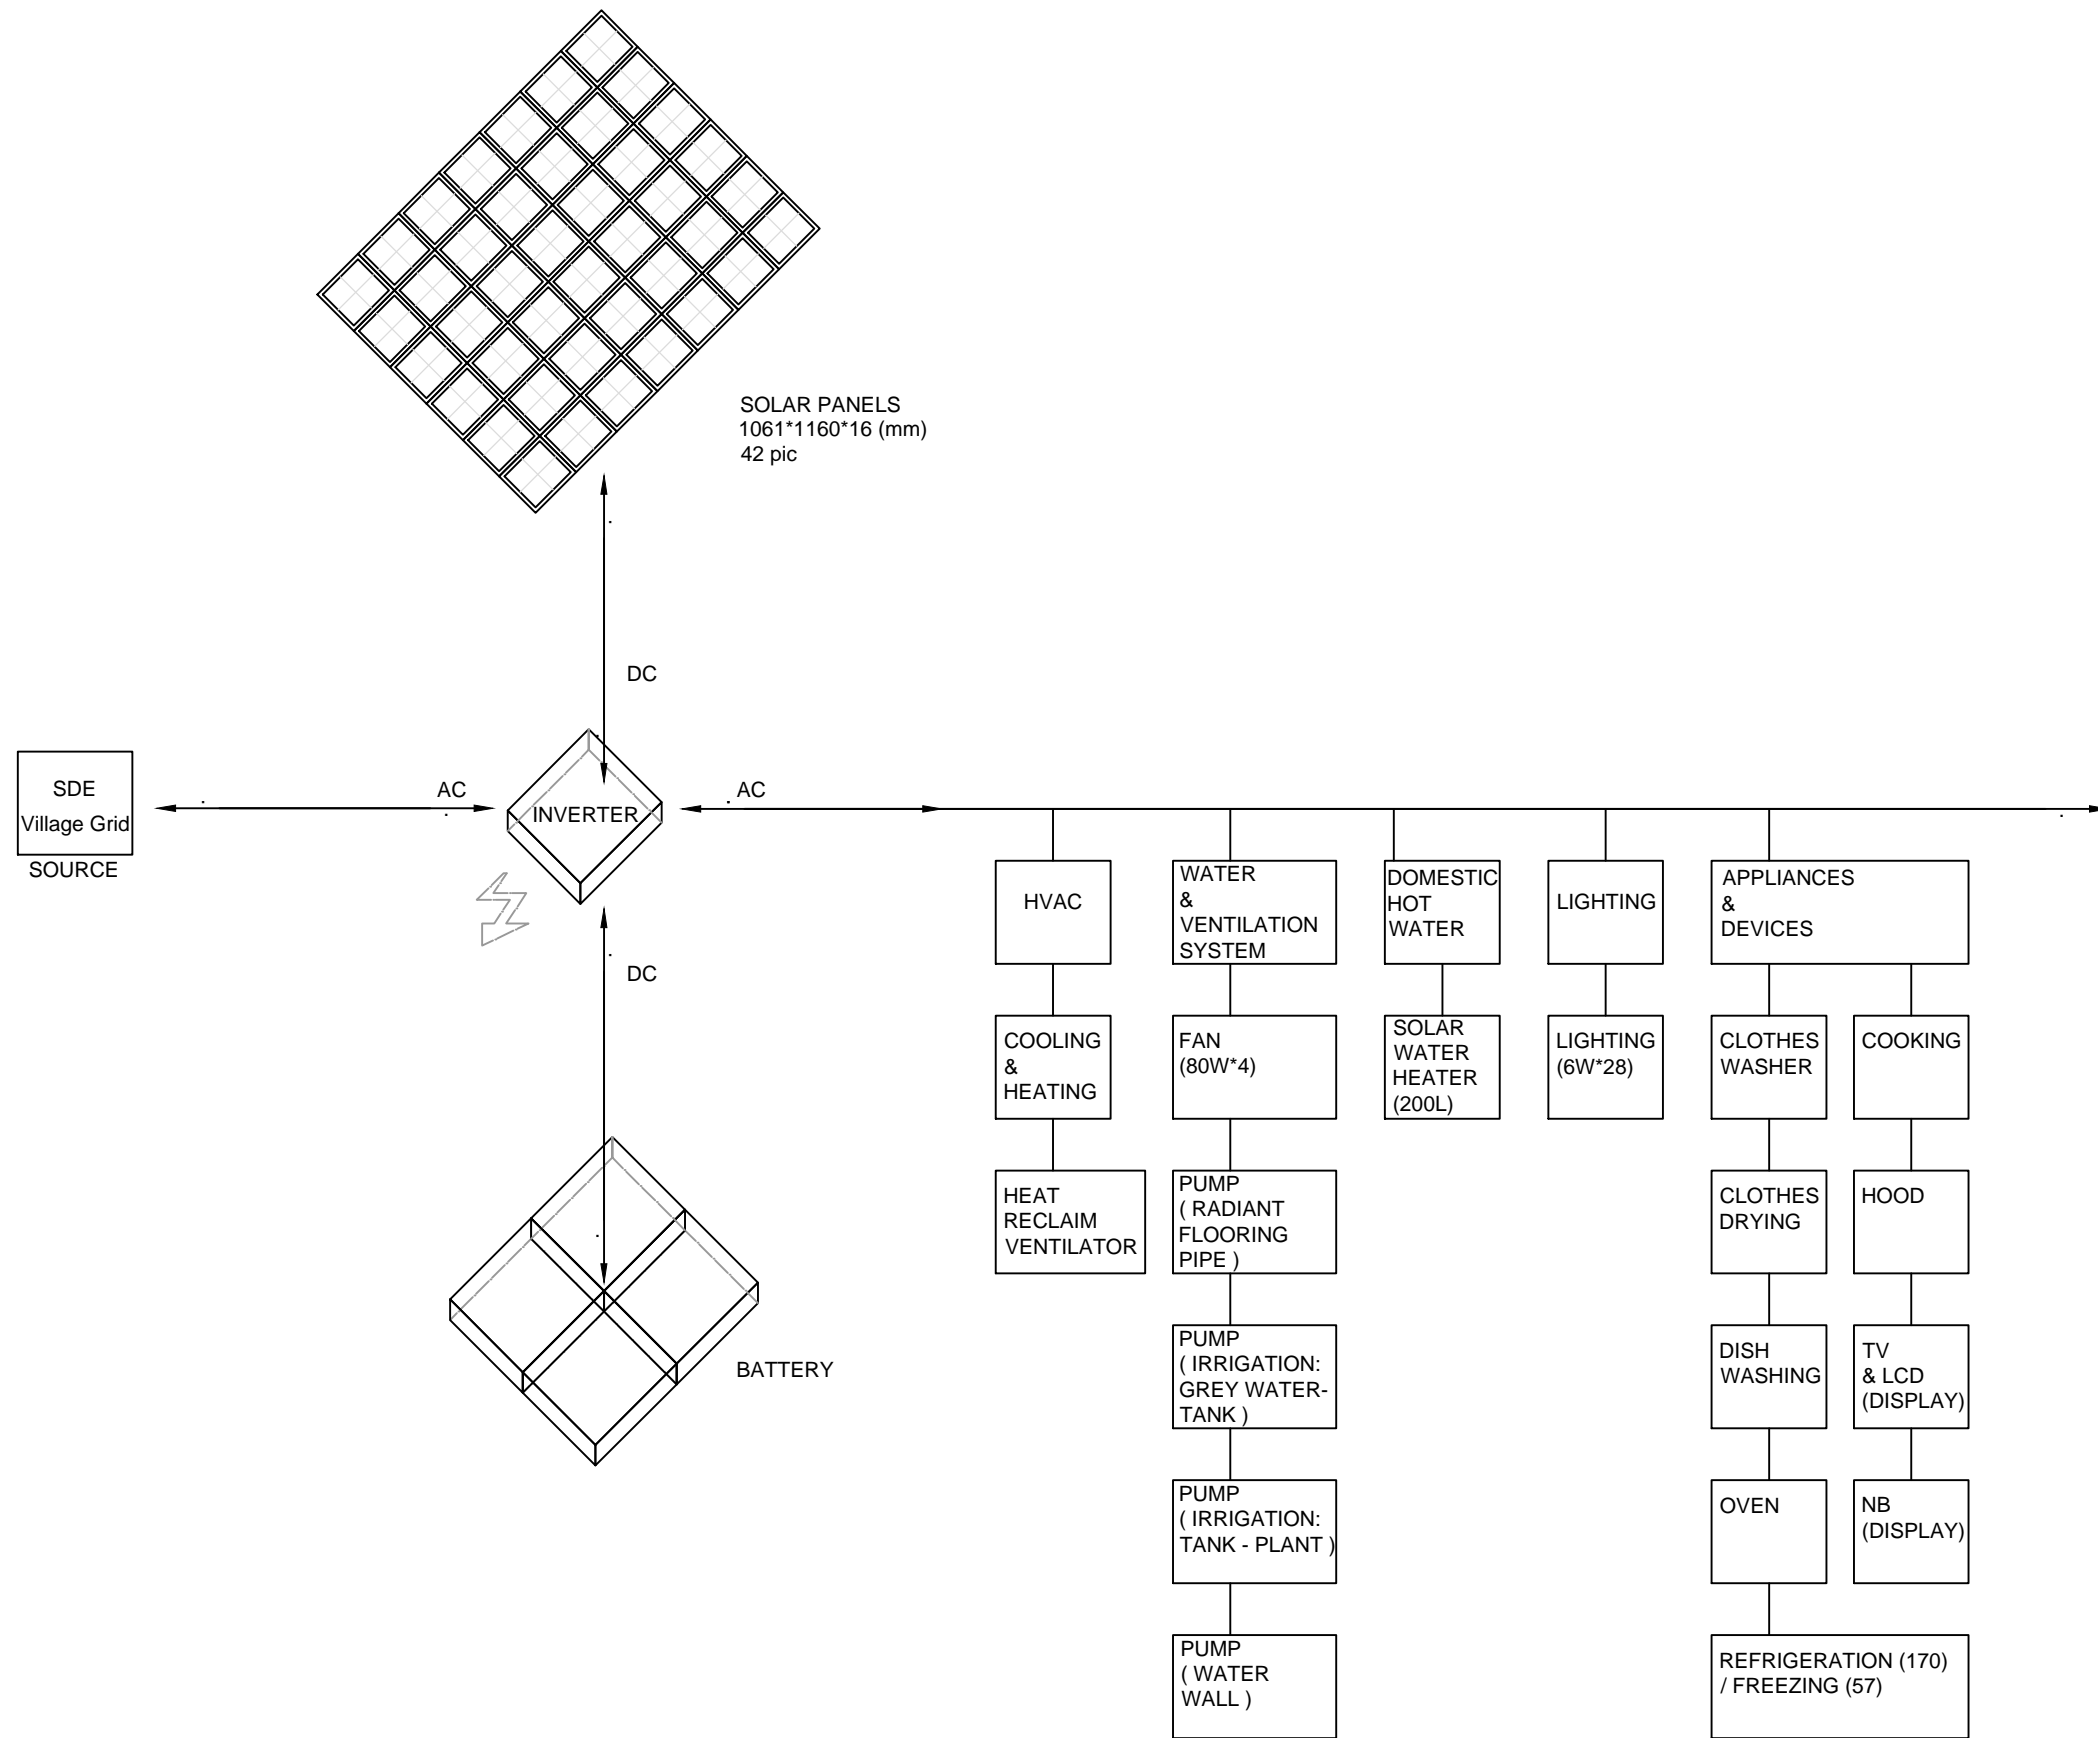 SOLAR PANELS
1061*1160*16 (mm)
42 pic
DC
SDE
Village Grid
SOURCE
AC
INVERTER
AC
DC
BATTERY
HVAC
COOLING
&
HEATING
HEAT
RECLAIM
VENTILATOR
WATER
&
VENTILATION
SYSTEM
FAN
(80W*4)
PUMP
( RADIANT
FLOORING
PIPE )
PUMP
( IRRIGATION:
GREY WATER-
TANK )
PUMP
( IRRIGATION:
TANK - PLANT )
PUMP
( WATER
WALL )
DOMESTIC
HOT
WATER
SOLAR
WATER
HEATER
(200L)
LIGHTING
LIGHTING
(6W*28)
APPLIANCES
&
DEVICES
CLOTHES
WASHER
CLOTHES
DRYING
DISH
WASHING
OVEN
COOKING
HOOD
TV
& LCD
(DISPLAY)
NB
(DISPLAY)
REFRIGERATION (170)
/ FREEZING (57)